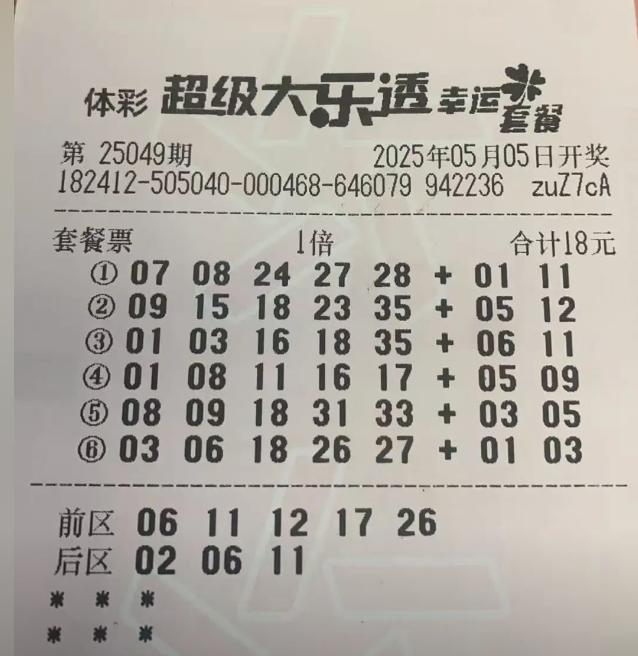 体彩 超级大乐透 幸运套餐
第 25049期 2025年05月05日开奖
182412-505040-000468-646079 942236 zuZ7cA
套餐票 1倍 合计18元
① 07 08 24 27 28 + 01 11
② 09 15 18 23 35 + 05 12
③ 01 03 16 18 35 + 06 11
④ 01 08 11 16 17 + 05 09
⑤ 08 09 18 31 33 + 03 05
⑥ 03 06 18 26 27 + 01 03
前区 06 11 12 17 26
后区 02 06 11
* * *
* * *